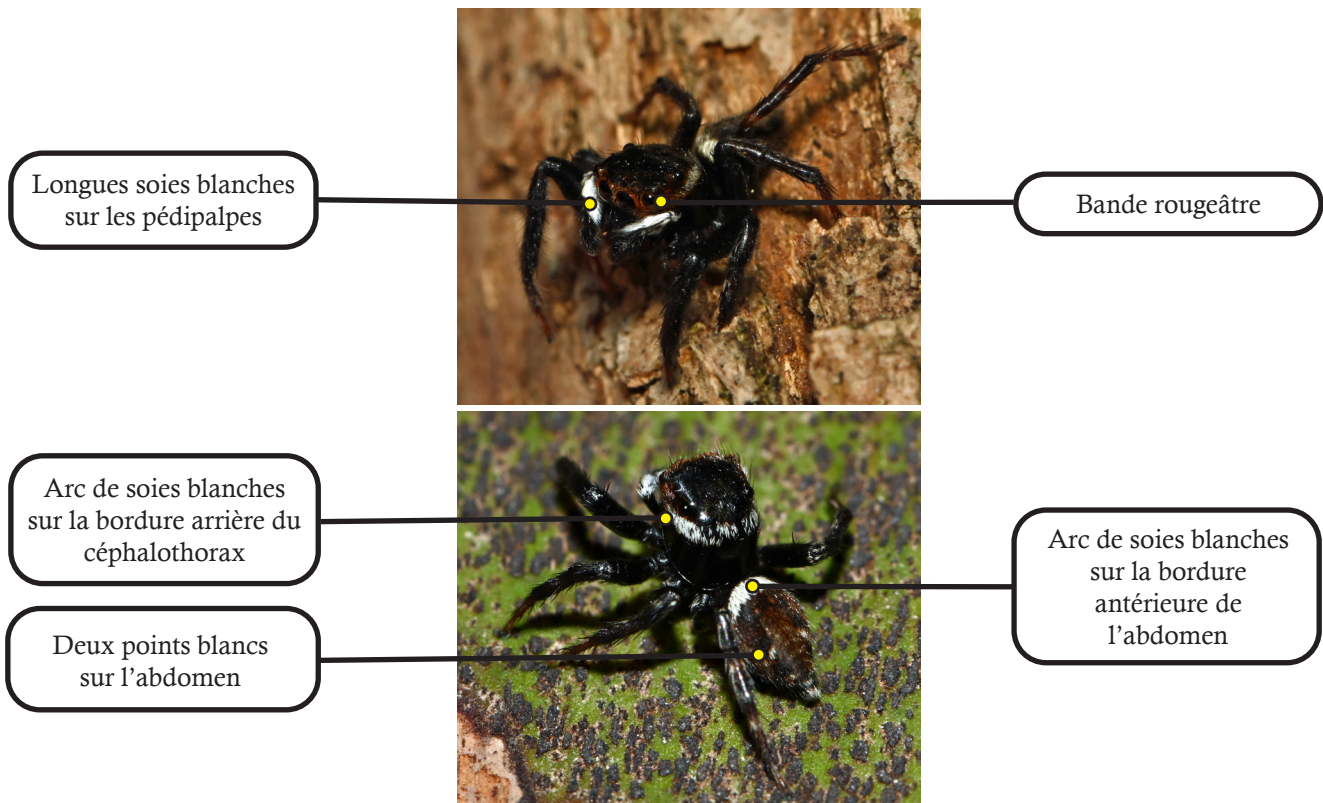 Longues soies blanches
sur les pédipalpes
Bande rougeâtre
Arc de soies blanches
sur la bordure arrière du
céphalothorax
Arc de soies blanches
sur la bordure
antérieure de
l’abdomen
Deux points blancs
sur l’abdomen